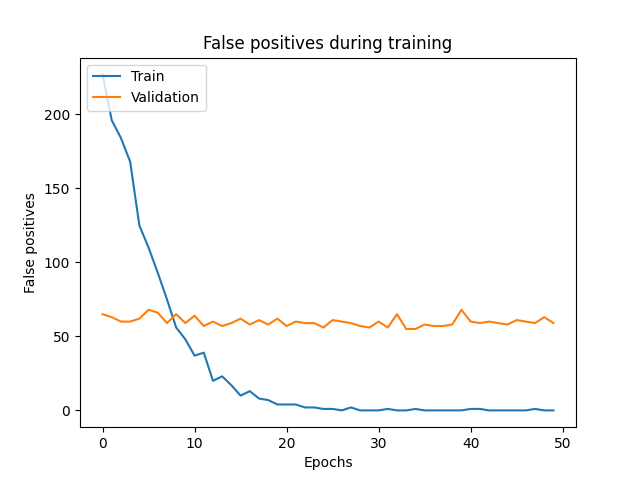 False positives during training
Train
Validation
False positives
200
150
100
50
0
0 10 20 30 40 50
Epochs